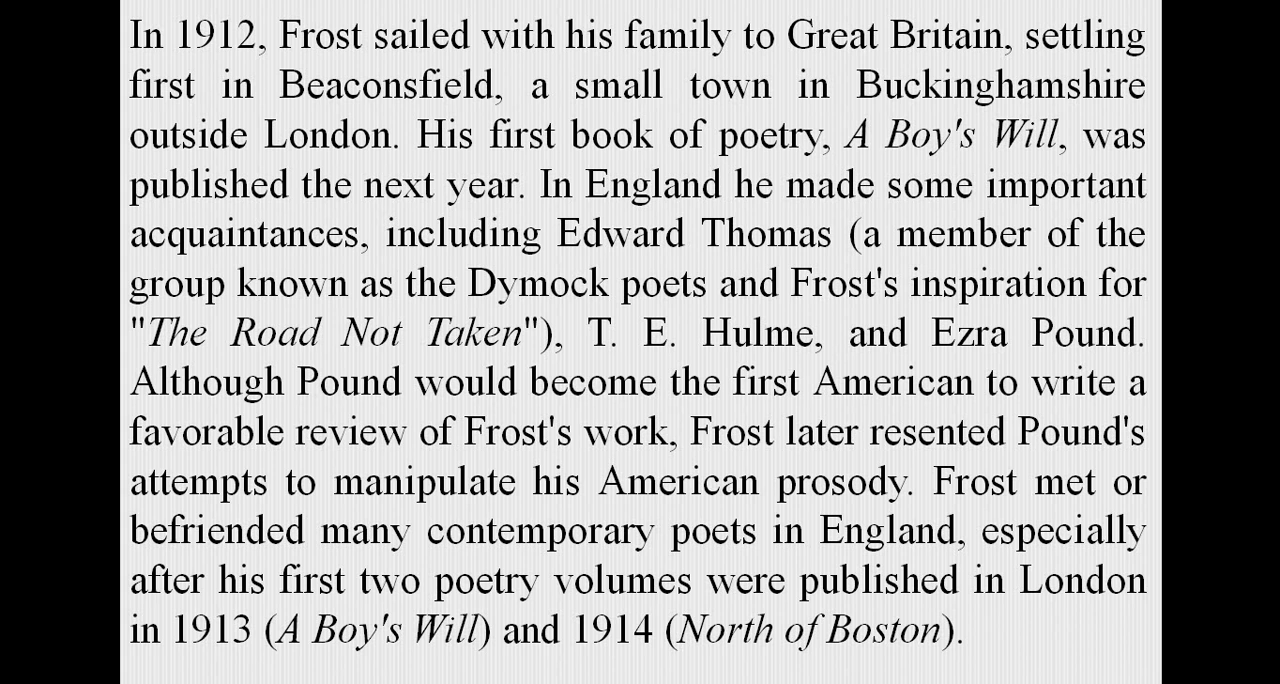 In 1912, Frost sailed with his family to Great Britain, settling
first in Beaconsfield, a small town in Buckinghamshire
outside London. His first book of poetry, A Boy's Will, was
published the next year. In England he made some important
acquaintances, including Edward Thomas (a member of the
group known as the Dymock poets and Frost's inspiration for
"The Road Not Taken"), T. E. Hulme, and Ezra Pound.
Although Pound would become the first American to write a
favorable review of Frost's work, Frost later resented Pound's
attempts to manipulate his American prosody. Frost met or
befriended many contemporary poets in England, especially
after his first two poetry volumes were published in London
in 1913 (A Boy's Will) and 1914 (North of Boston).